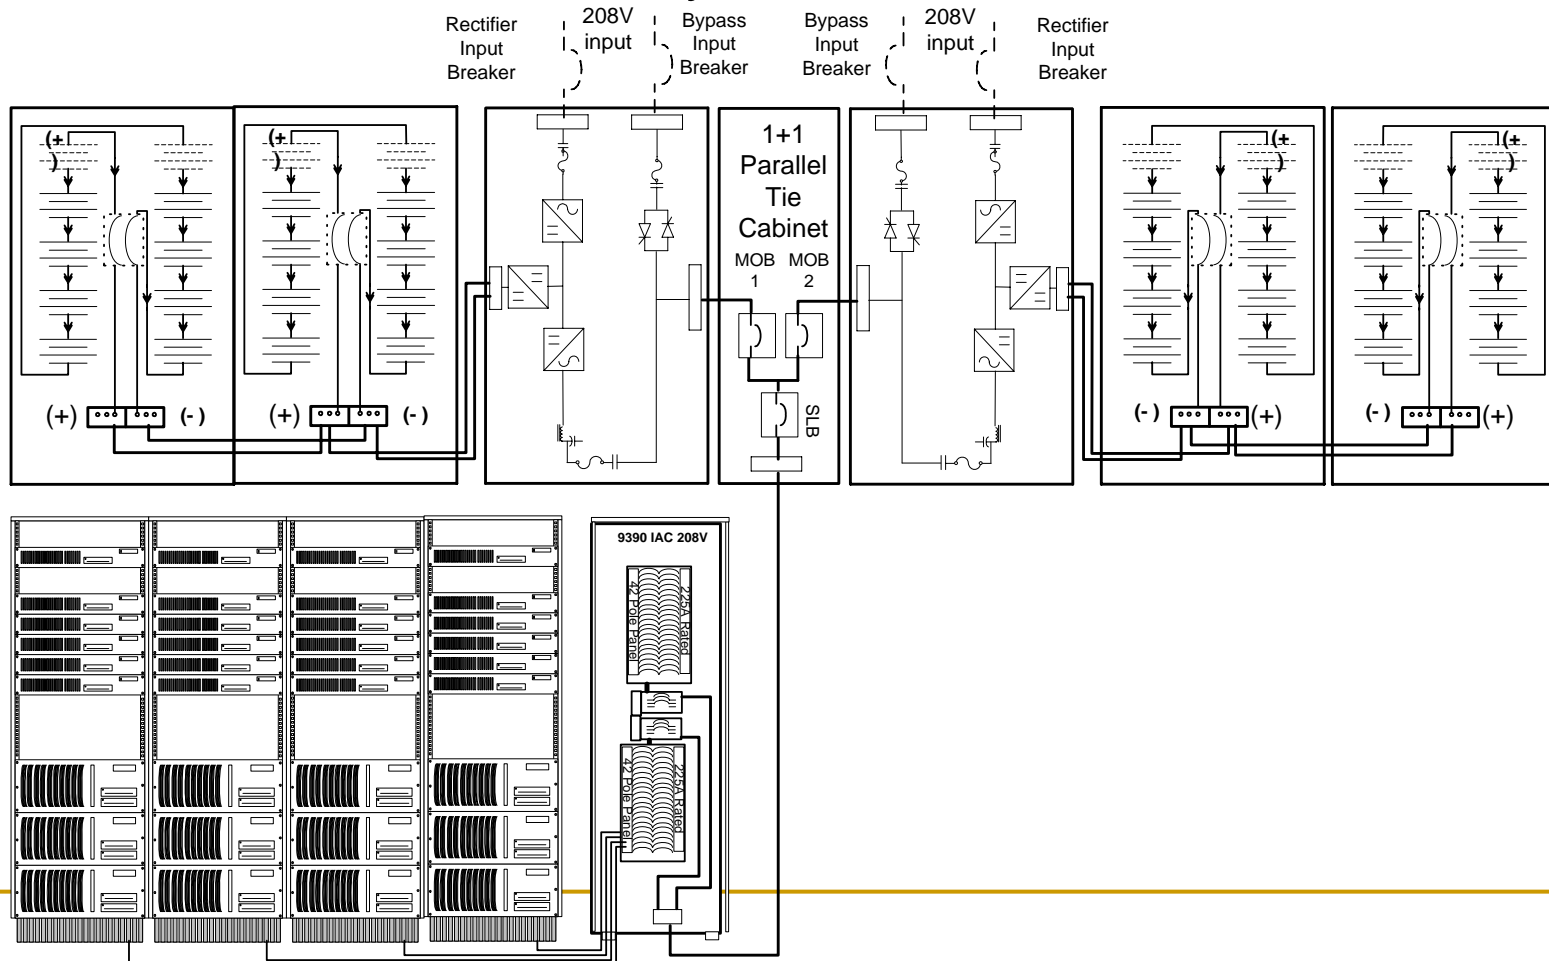 Rectifier
Input
Breaker
208V
input
Bypass
Input
Breaker
Bypass
Input
Breaker
208V
input
Rectifier
Input
Breaker
1+1
Parallel
Tie
Cabinet
MOB
1
MOB
2
SLB
(+
)
(+
)
(+
)
(+
)
(+)
(-)
(+)
(-)
(-)
(+)
(-)
(+)
9390 IAC 208V
42 Pole Panel
225A Rated
42 Pole Panel
225A Rated